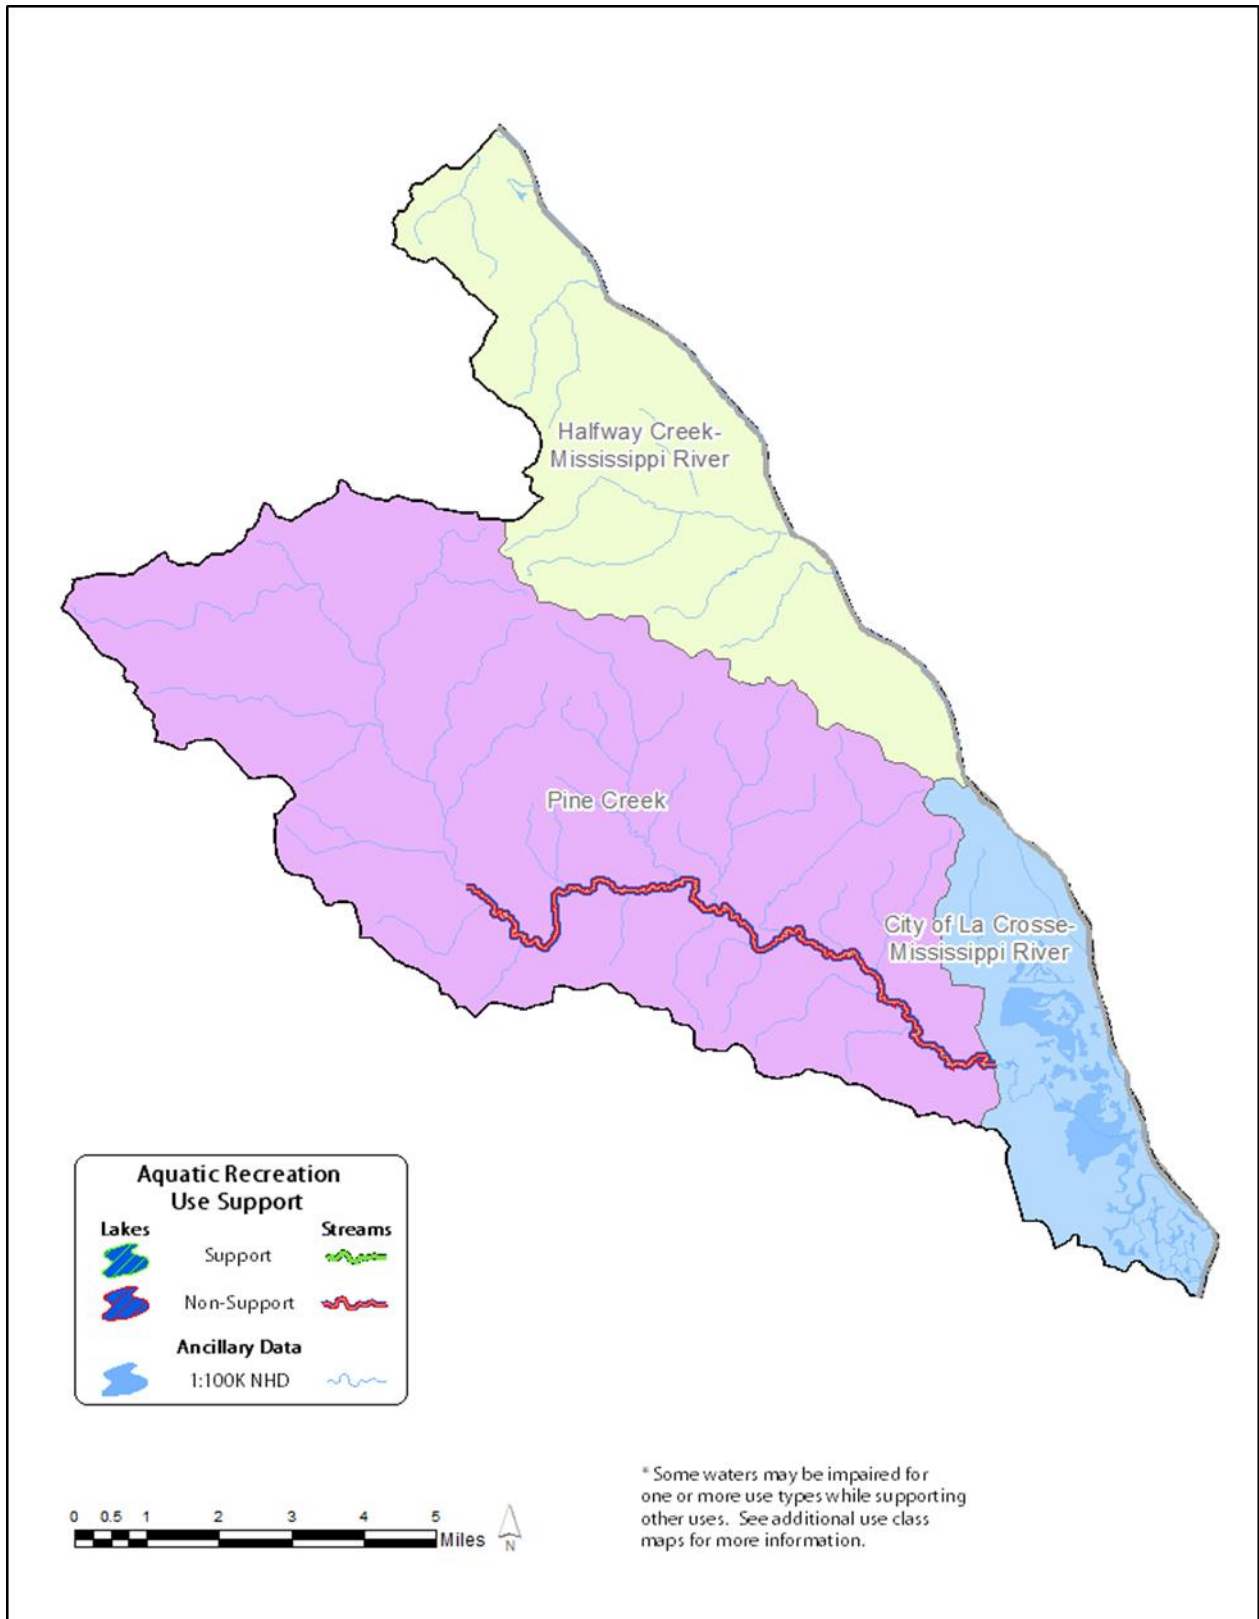 Halfway Creek-
Mississippi River
Pine Creek
City of La Crosse-
Mississippi River
Aquatic Recreation
Use Support
Lakes Streams
Support
Non-Support
Ancillary Data
1:100K NHD
0 0.5 1 2 3 4 5
Miles
N
* Some waters may be impaired for
one or more use types while supporting
other uses. See additional use class
maps for more information.